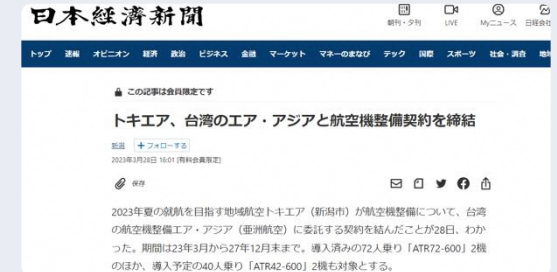 日本経済新聞
朝刊・夕刊 LIVE Myニュース 日経会社
トップ 速報 オピニオン 経済 政治 ビジネス 金融 マーケット マネーのまなび テック 国際 スポーツ 社会・調査 地域
この記事は会員限定です
トキエア、台湾のエア・アジアと航空機整備契約を締結
新潟 +フォローする
2023年3月28日 16:01 [有料会員限定]
保存
2023年夏の就航を目指す地域航空トキエア（新潟市）が航空機整備について、台湾
の航空機整備エア・アジア（亜洲航空）に委託する契約を結んだことが28日、わか
った。期間は23年3月から27年12月末まで。導入済みの72人乗り「ATR72-600」2機
のほか、導入予定の40人乗り「ATR42-600」2機も対象とする。